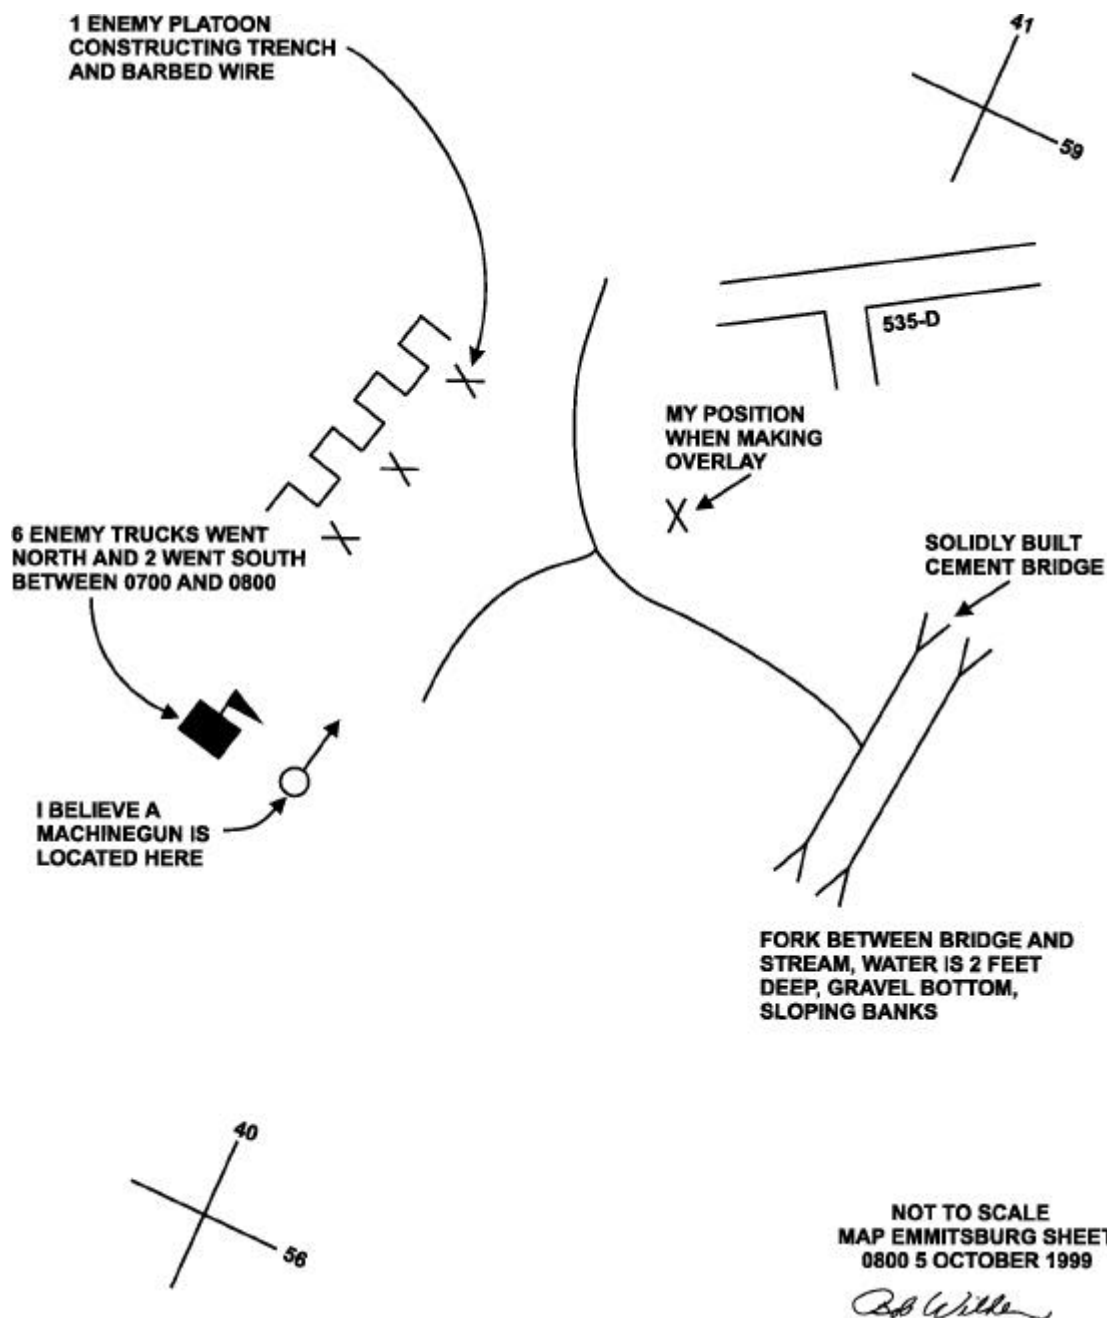 1 ENEMY PLATOON
CONSTRUCTING TRENCH
AND BARBED WIRE
41
59
535-D
MY POSITION
WHEN MAKING
OVERLAY
6 ENEMY TRUCKS WENT
NORTH AND 2 WENT SOUTH
BETWEEN 0700 AND 0800
SOLIDLY BUILT
CEMENT BRIDGE
I BELIEVE A
MACHINEGUN IS
LOCATED HERE
FORK BETWEEN BRIDGE AND
STREAM, WATER IS 2 FEET
DEEP, GRAVEL BOTTOM,
SLOPING BANKS
40
56
NOT TO SCALE
MAP EMMITSBURG SHEET
0800 5 OCTOBER 1999
Bob